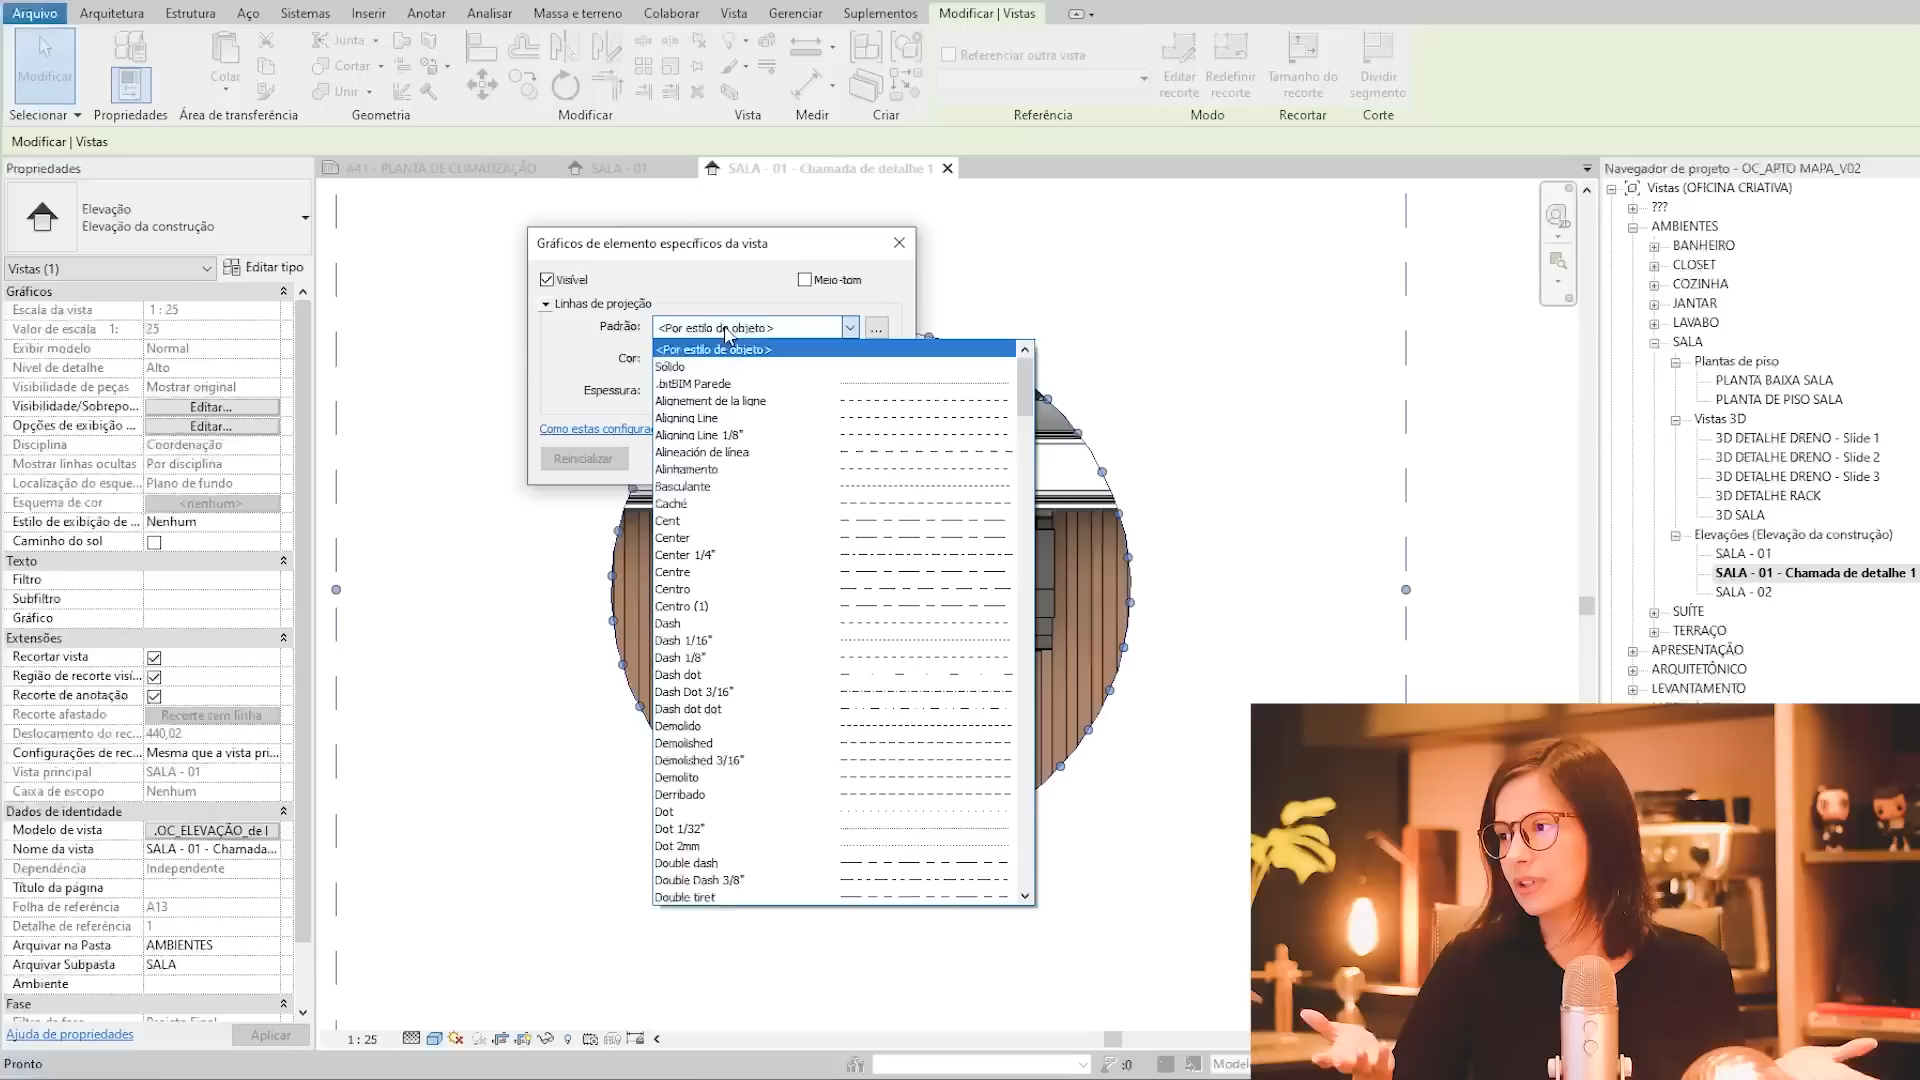 Arquivo Arquitetura Estrutura Aço Sistemas Inserir Anotar Analisar Massa e terreno Colaborar Vista Gerenciar Suplementos Modificar | Vistas
Modificar
Colar
Junta
Cortar
Unir
Referenciar outra vista
Editar recorte
Redefinir recorte
Tamanho do recorte
Dividir segmento
Selecionar Propriedades Área de transferência Geometria Modificar Vista Medir Criar Referência Modo Recortar Corte
Modificar | Vistas
Propriedades
A41 - PLANTA DE CLIMATIZAÇÃO
SALA - 01
SALA - 01 - Chamada de detalhe 1
Elevação
Elevação da construção
Vistas (1)
Editar tipo
Gráficos
Escala da vista 1 : 25
Valor de escala 1: 25
Exibir modelo Normal
Nível de detalhe Alto
Visibilidade de peças Mostrar original
Visibilidade/Sobrepo... Editar...
Opções de exibição ... Editar...
Disciplina Coordenação
Mostrar linhas ocultas Por disciplina
Localização do esque... Plano de fundo
Esquema de cor <nenhum>
Estilo de exibição de ... Nenhum
Caminho do sol
Texto
Filtro
Subfiltro
Gráfico
Extensões
Recortar vista
Região de recorte visí...
Recorte de anotação
Recorte afastado Recorte sem linha
Deslocamento do rec... 440,02
Configurações de rec... Mesma que a vista pri...
Vista principal SALA - 01
Caixa de escopo Nenhum
Dados de identidade
Modelo de vista .OC_ELEVAÇÃO_de I
Nome da vista SALA - 01 - Chamada...
Dependência Independente
Título da página
Folha de referência A13
Detalhe de referência 1
Arquivar na Pasta AMBIENTES
Arquivar Subpasta SALA
Ambiente
Fase
Ajuda de propriedades
Aplicar
Pronto
Gráficos de elemento específicos da vista
Visível
Meio-tom
Linhas de projeção
Padrão: <Por estilo de objeto> ...
Cor:
Espessura:
Como estas configura
Reinicializar
<Por estilo de objeto>
Sólido
.bitBIM Parede
Alignement de la ligne
Aligning Line
Aligning Line 1/8"
Alineación de línea
Alinhamento
Basculante
Caché
Cent
Center
Center 1/4"
Centre
Centro
Centro (1)
Dash
Dash 1/16"
Dash 1/8"
Dash dot
Dash Dot 3/16"
Dash dot dot
Demolido
Demolished
Demolished 3/16"
Demolito
Derribado
Dot
Dot 1/32"
Dot 2mm
Double dash
Double Dash 3/8"
Double tiret
1 : 25
:0
Model
2D
Navegador de projeto - OC_APTO MAPA_V02
Vistas (OFICINA CRIATIVA)
???
AMBIENTES
BANHEIRO
CLOSET
COZINHA
JANTAR
LAVABO
SALA
Plantas de piso
PLANTA BAIXA SALA
PLANTA DE PISO SALA
Vistas 3D
3D DETALHE DRENO - Slide 1
3D DETALHE DRENO - Slide 2
3D DETALHE DRENO - Slide 3
3D DETALHE RACK
3D SALA
Elevações (Elevação da construção)
SALA - 01
SALA - 01 - Chamada de detalhe 1
SALA - 02
SUÍTE
TERRAÇO
APRESENTAÇÃO
ARQUITETÔNICO
LEVANTAMENTO